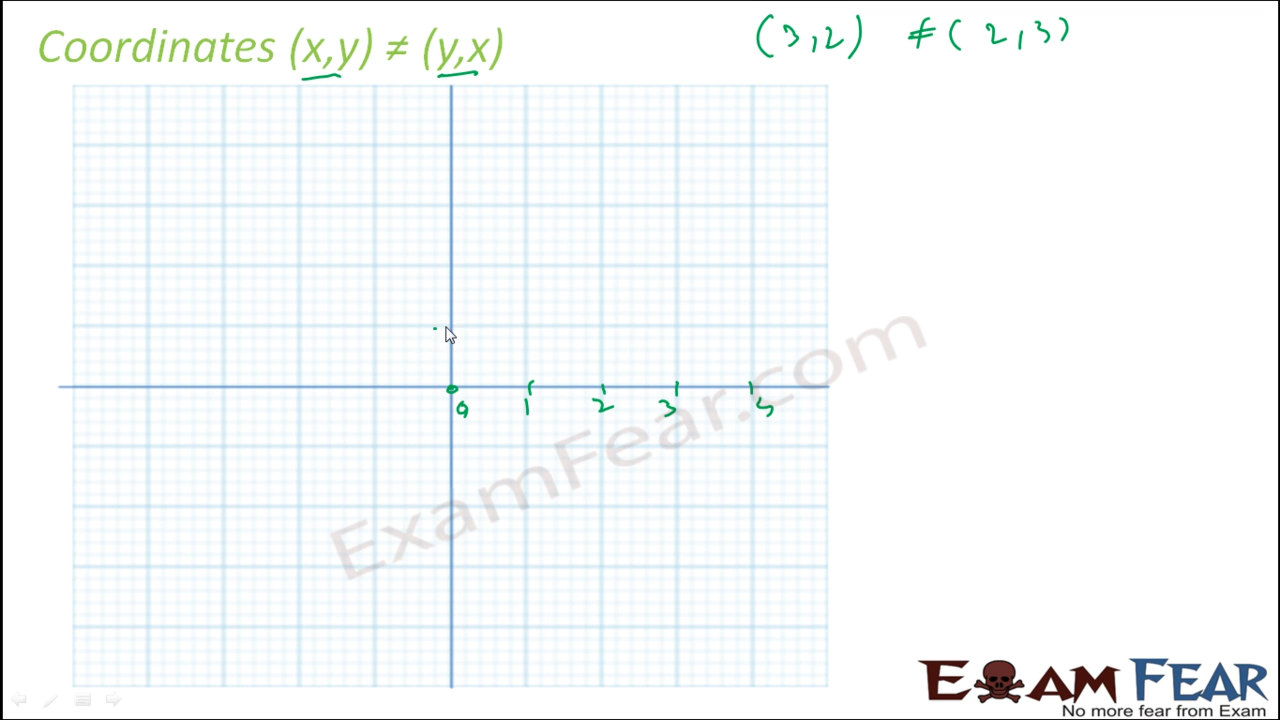 Coordinates (x,y) ≠ (y,x)
(3,2) ≠ (2,3)
0 1 2 3
ExamFear.com
EXAM FEAR
No more fear from Exam